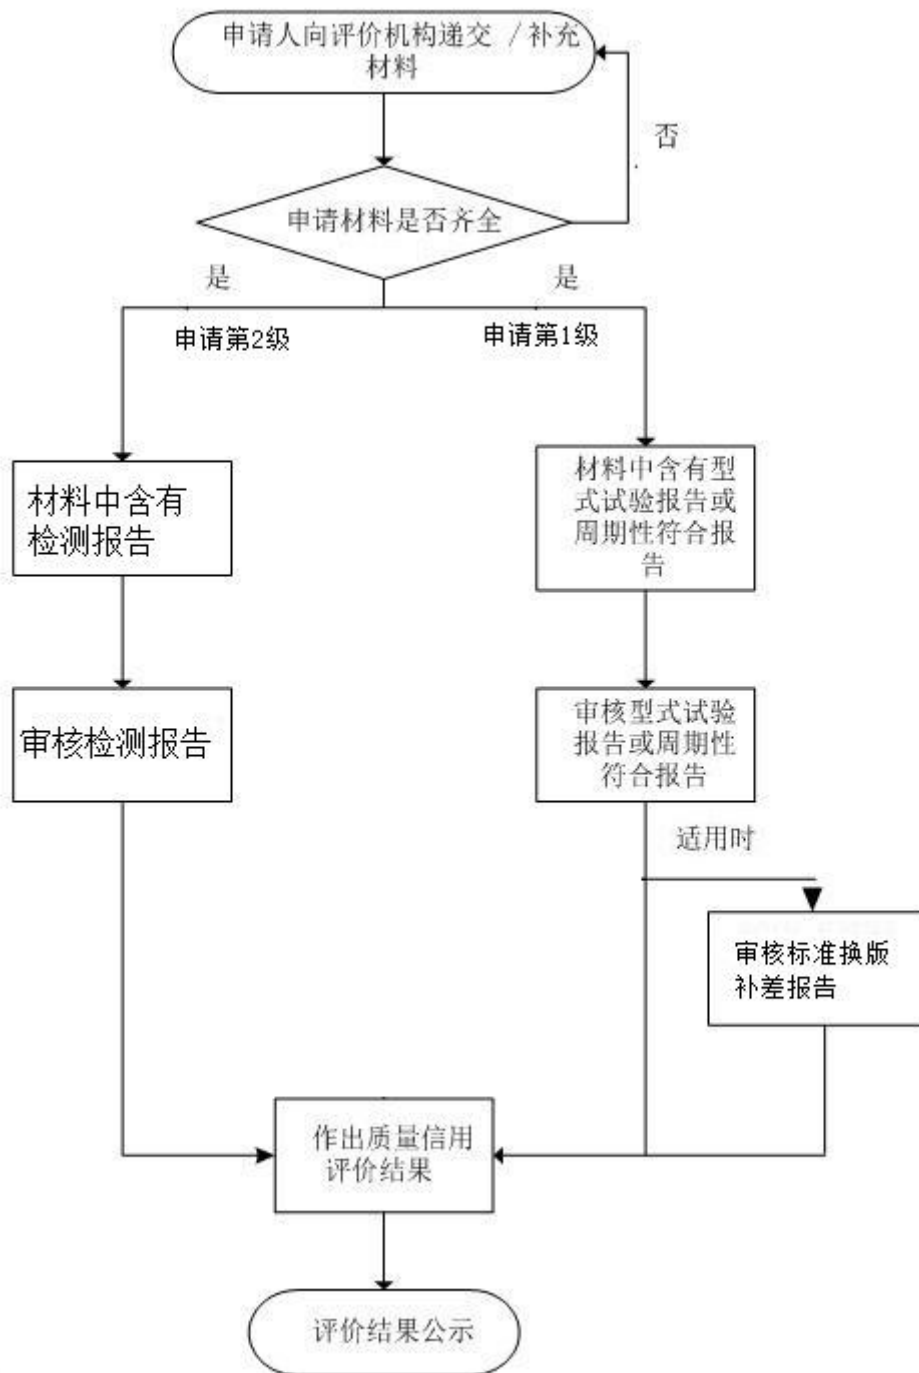 申请人向评价机构递交 / 补充
材料
否
申请材料是否齐全
是
是
申请第2级
申请第1级
材料中含有
检测报告
材料中含有型
式试验报告或
周期性符合报
告
审核检测报告
审核型式试验
报告或周期性
符合报告
适用时
审核标准换版
补差报告
作出质量信用
评价结果
评价结果公示